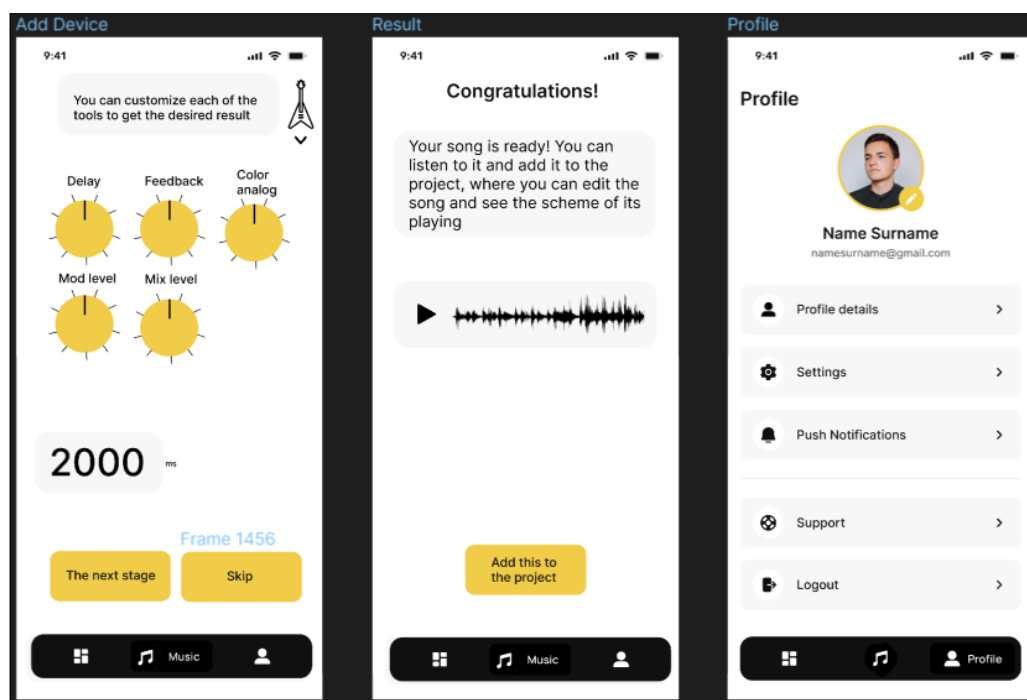 Add Device
9:41
You can customize each of the
tools to get the desired result
Delay
Feedback
Color
analog
Mod level
Mix level
2000 ms
Frame 1456
The next stage
Skip
Music
Result
9:41
Congratulations!
Your song is ready! You can
listen to it and add it to the
project, where you can edit the
song and see the scheme of its
playing
Add this to
the project
Music
Profile
9:41
Profile
Name Surname
namesurname@gmail.com
Profile details
Settings
Push Notifications
Support
Logout
Profile